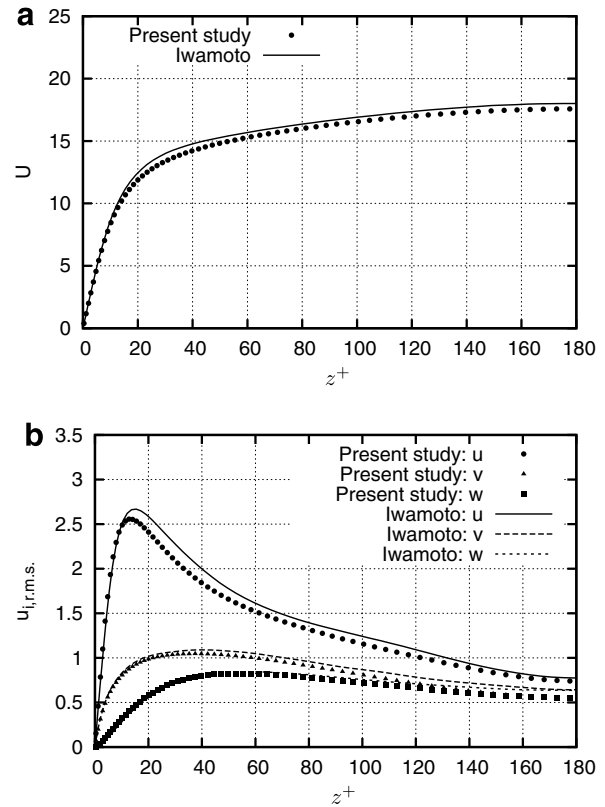 a
25
20
15
10
5
0
U
Present study
Iwamoto
0 20 40 60 80 100 120 140 160 180
z+
b
3.5
3
2.5
2
1.5
1
0.5
0
u i,r.m.s.
Present study: u
Present study: v
Present study: w
Iwamoto: u
Iwamoto: v
Iwamoto: w
0 20 40 60 80 100 120 140 160 180
z+